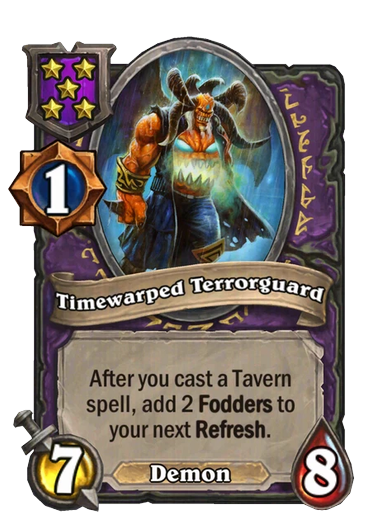 1
Timewarped Terrorguard
After you cast a Tavern
spell, add 2 Fodders to
your next Refresh.
7
Demon
8